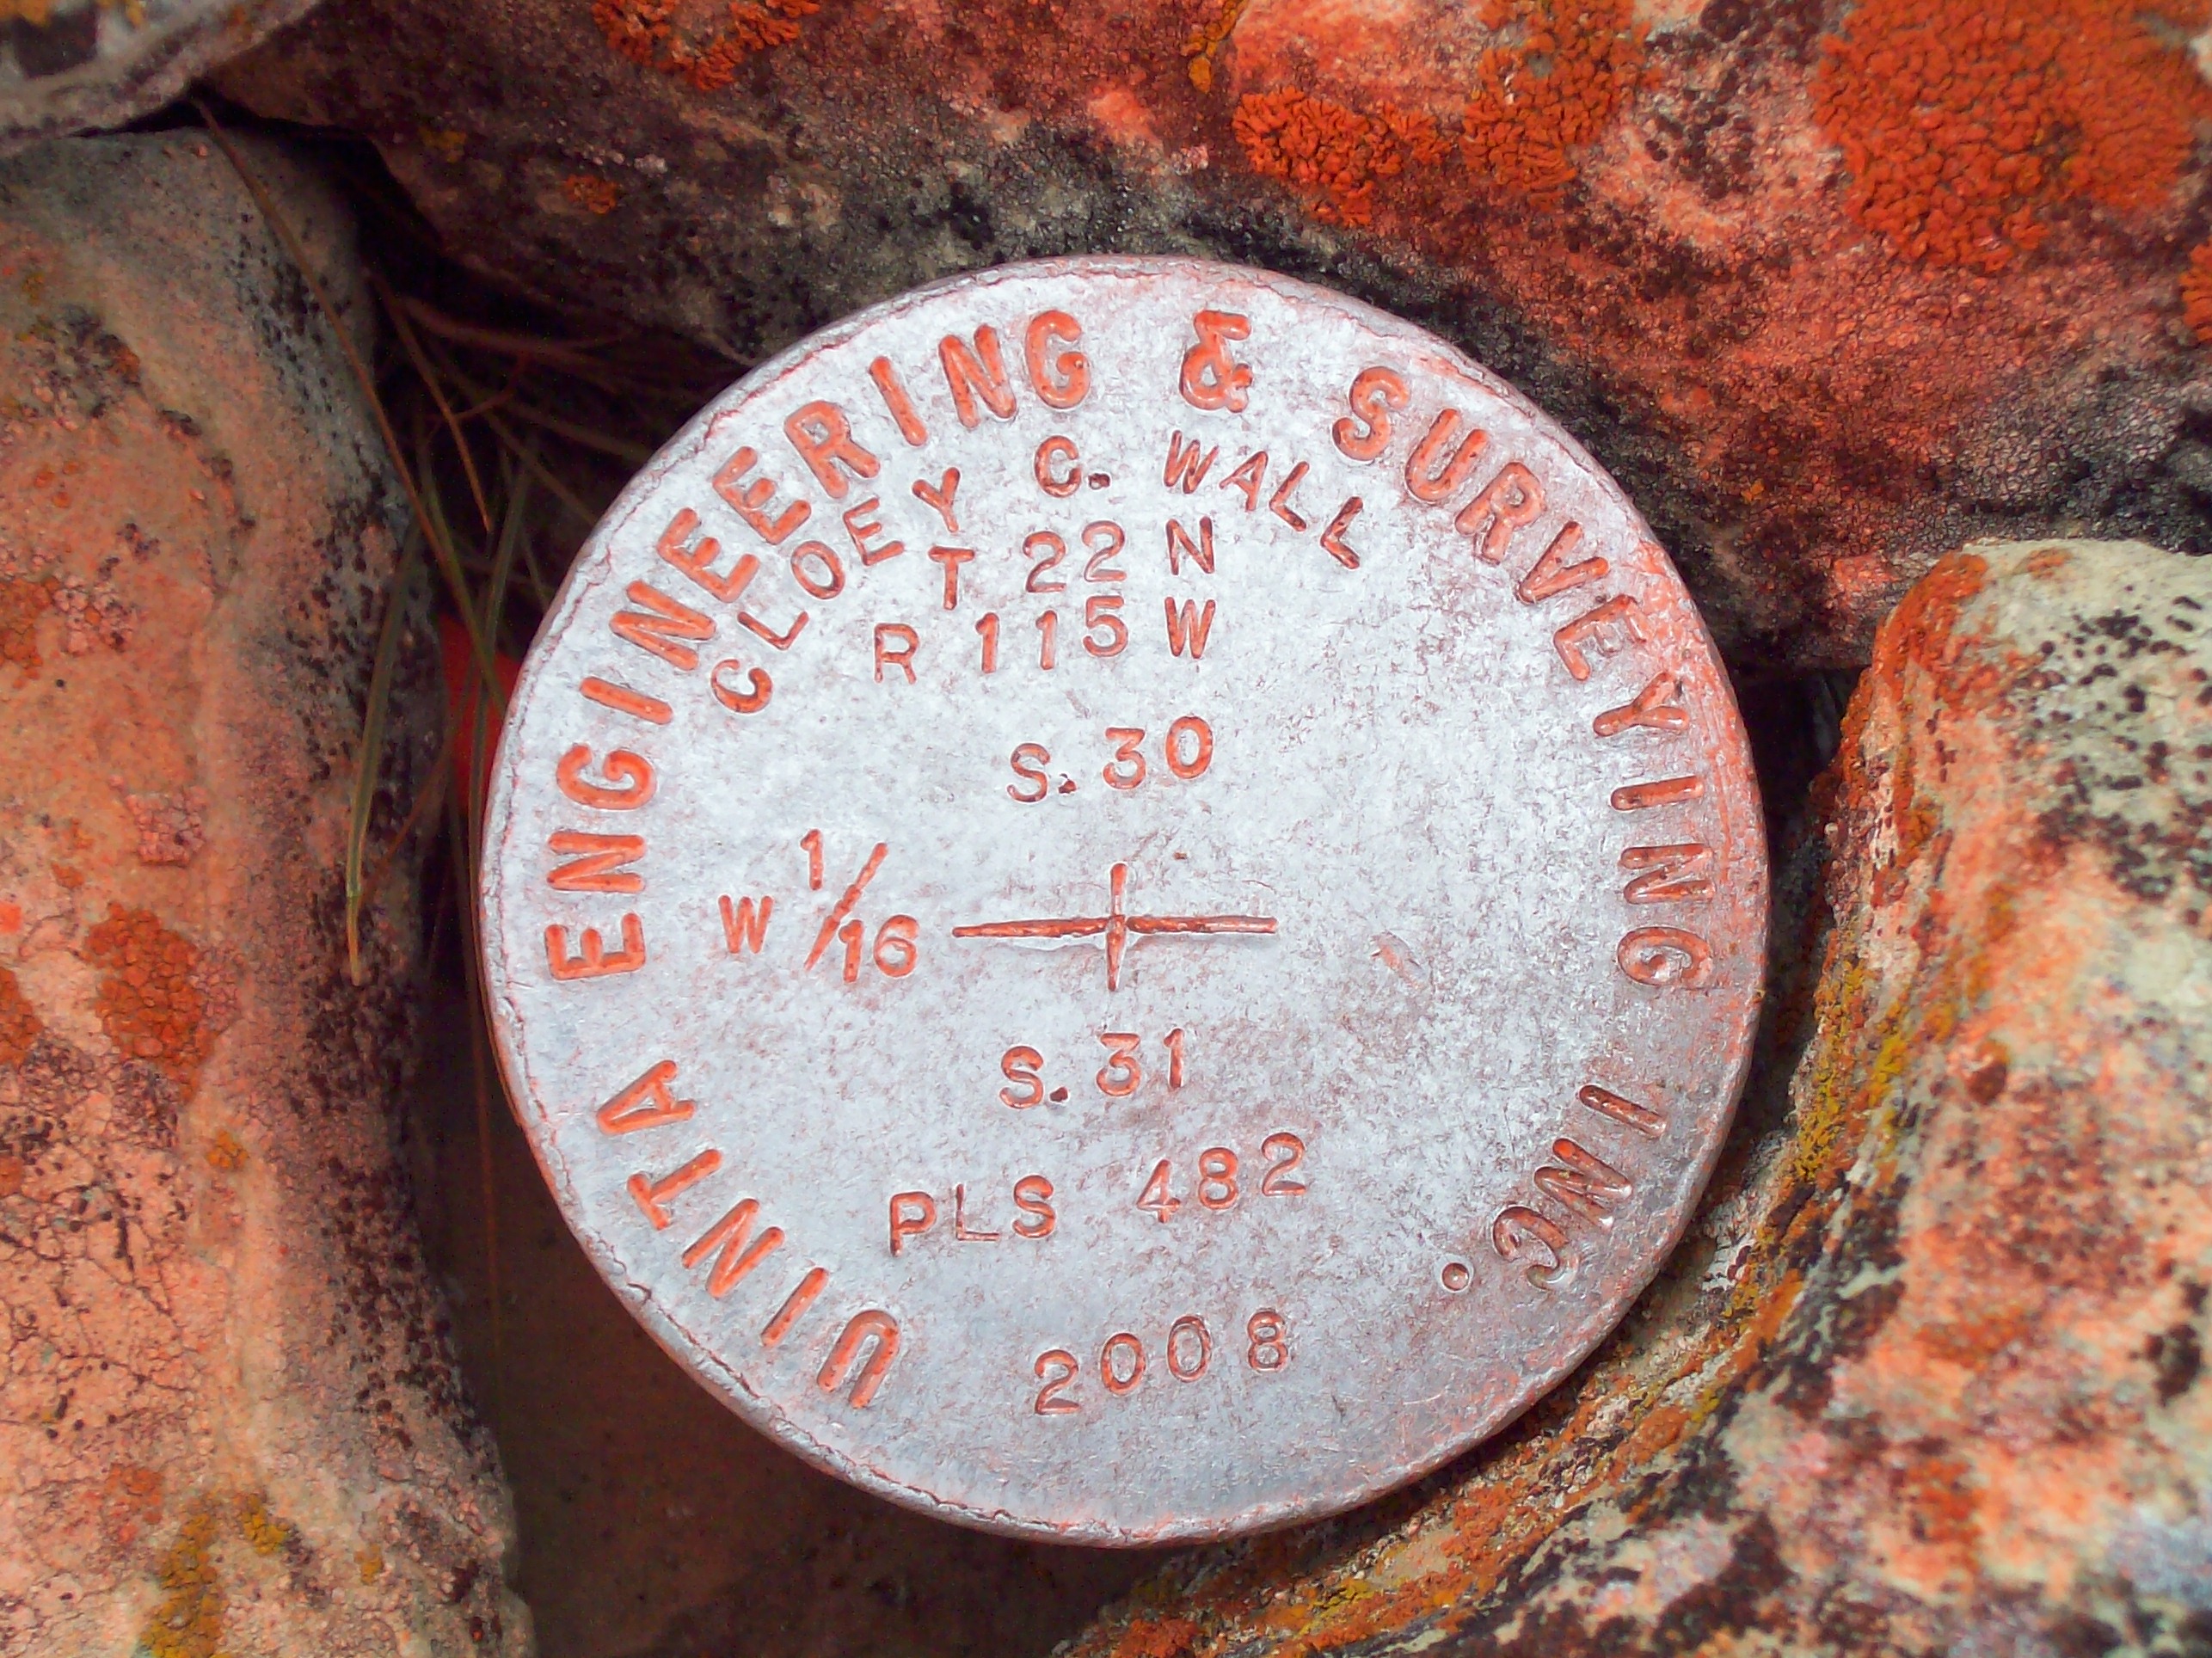 UINTA ENGINEERING & SURVEYING INC.
CLOEY C. WALL
T 22 N
R 115 W
S. 30
W 1/16
S. 31
PLS 482
2008